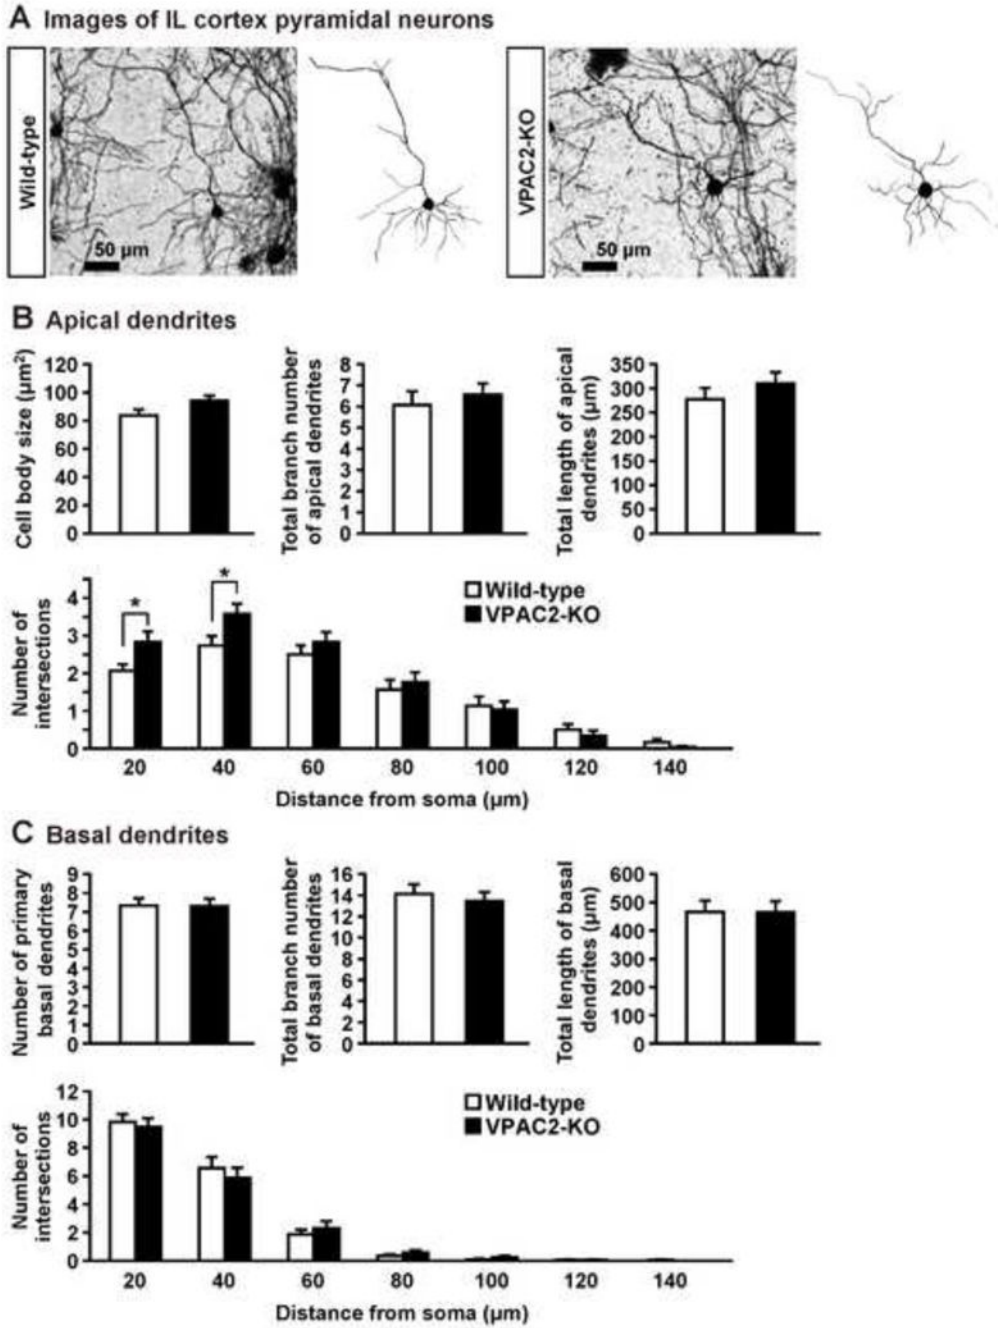 A Images of IL cortex pyramidal neurons
Wild-type
50 µm
VPAC2-KO
50 µm
B Apical dendrites
Cell body size (µm²)
120
100
80
60
40
20
0
Total branch number
of apical dendrites
8
7
6
5
4
3
2
1
0
Total length of apical
dendrites (µm)
350
300
250
200
150
100
50
0
Number of
intersections
4
3
2
1
0
*
*
Wild-type
VPAC2-KO
20 40 60 80 100 120 140
Distance from soma (µm)
C Basal dendrites
Number of primary
basal dendrites
9
8
7
6
5
4
3
2
1
0
Total branch number
of basal dendrites
16
14
12
10
8
6
4
2
0
Total length of basal
dendrites (µm)
600
500
400
300
200
100
0
Number of
intersections
12
10
8
6
4
2
0
Wild-type
VPAC2-KO
20 40 60 80 100 120 140
Distance from soma (µm)